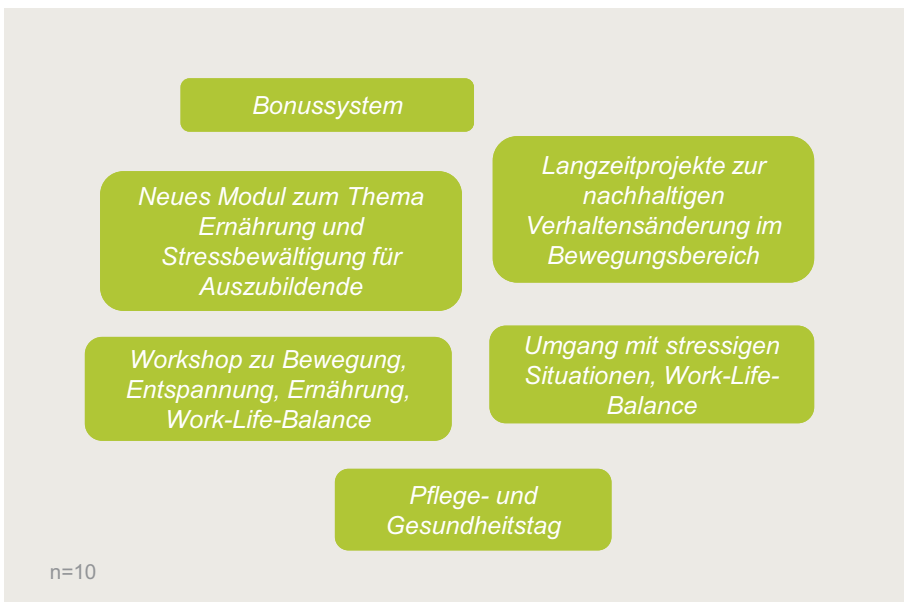 Bonussystem
Neues Modul zum Thema
Ernährung und
Stressbewältigung für
Auszubildende
Langzeitprojekte zur
nachhaltigen
Verhaltensänderung im
Bewegungsbereich
Workshop zu Bewegung,
Entspannung, Ernährung,
Work-Life-Balance
Umgang mit stressigen
Situationen, Work-Life-
Balance
Pflege- und
Gesundheitstag
n=10